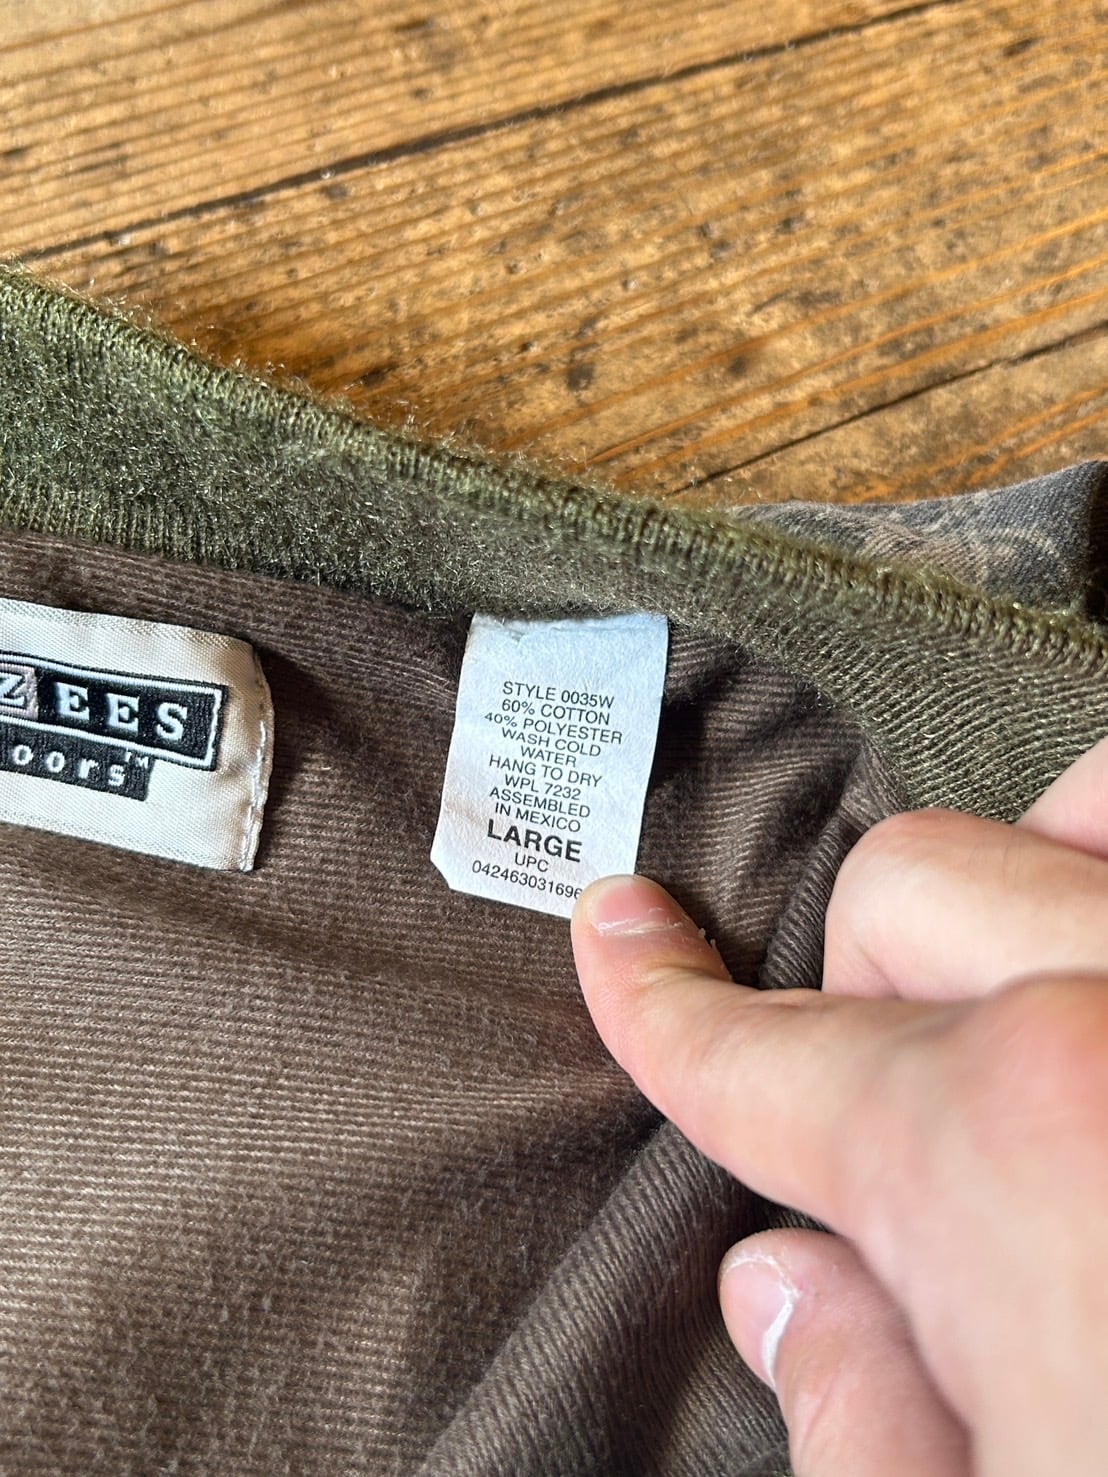 ZEES
oors™
STYLE 0035W
60% COTTON
40% POLYESTER
WASH COLD
WATER
HANG TO DRY
WPL 7232
ASSEMBLED
IN MEXICO
LARGE
UPC
042463031696